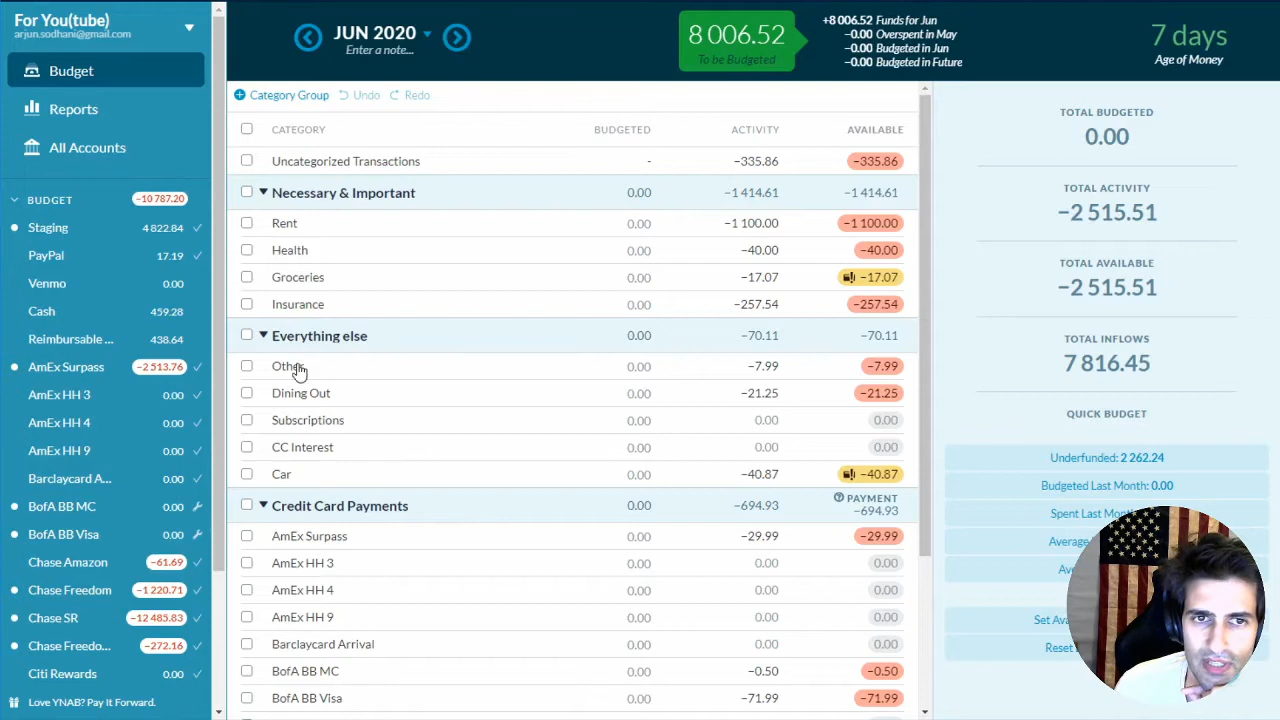 For You(tube)
arjun.sodhani@gmail.com
Budget
Reports
All Accounts
BUDGET −10 787.20
Staging 4 822.84
PayPal 17.19
Venmo 0.00
Cash 459.28
Reimbursable ... 438.64
AmEx Surpass −2 513.76
AmEx HH 3 0.00
AmEx HH 4 0.00
AmEx HH 9 0.00
Barclaycard A... 0.00
BofA BB MC 0.00
BofA BB Visa 0.00
Chase Amazon −61.69
Chase Freedom −1 220.71
Chase SR −12 485.83
Chase Freedo... −272.16
Citi Rewards 0.00
Love YNAB? Pay It Forward.
JUN 2020
Enter a note...
8 006.52
To be Budgeted
+8 006.52 Funds for Jun
−0.00 Overspent in May
−0.00 Budgeted in Jun
−0.00 Budgeted in Future
7 days
Age of Money
Category Group Undo Redo
CATEGORY BUDGETED ACTIVITY AVAILABLE
Uncategorized Transactions - −335.86 −335.86
Necessary & Important 0.00 −1 414.61 −1 414.61
Rent 0.00 −1 100.00 −1 100.00
Health 0.00 −40.00 −40.00
Groceries 0.00 −17.07 −17.07
Insurance 0.00 −257.54 −257.54
Everything else 0.00 −70.11 −70.11
Other 0.00 −7.99 −7.99
Dining Out 0.00 −21.25 −21.25
Subscriptions 0.00 0.00 0.00
CC Interest 0.00 0.00 0.00
Car 0.00 −40.87 −40.87
Credit Card Payments 0.00 −694.93 PAYMENT
−694.93
AmEx Surpass 0.00 −29.99 −29.99
AmEx HH 3 0.00 0.00 0.00
AmEx HH 4 0.00 0.00 0.00
AmEx HH 9 0.00 0.00 0.00
Barclaycard Arrival 0.00 0.00 0.00
BofA BB MC 0.00 −0.50 −0.50
BofA BB Visa 0.00 −71.99 −71.99
TOTAL BUDGETED
0.00
TOTAL ACTIVITY
−2 515.51
TOTAL AVAILABLE
−2 515.51
TOTAL INFLOWS
7 816.45
QUICK BUDGET
Underfunded: 2 262.24
Budgeted Last Month: 0.00
Spent Last Mon
Average
Ave
Set Ava
Reset